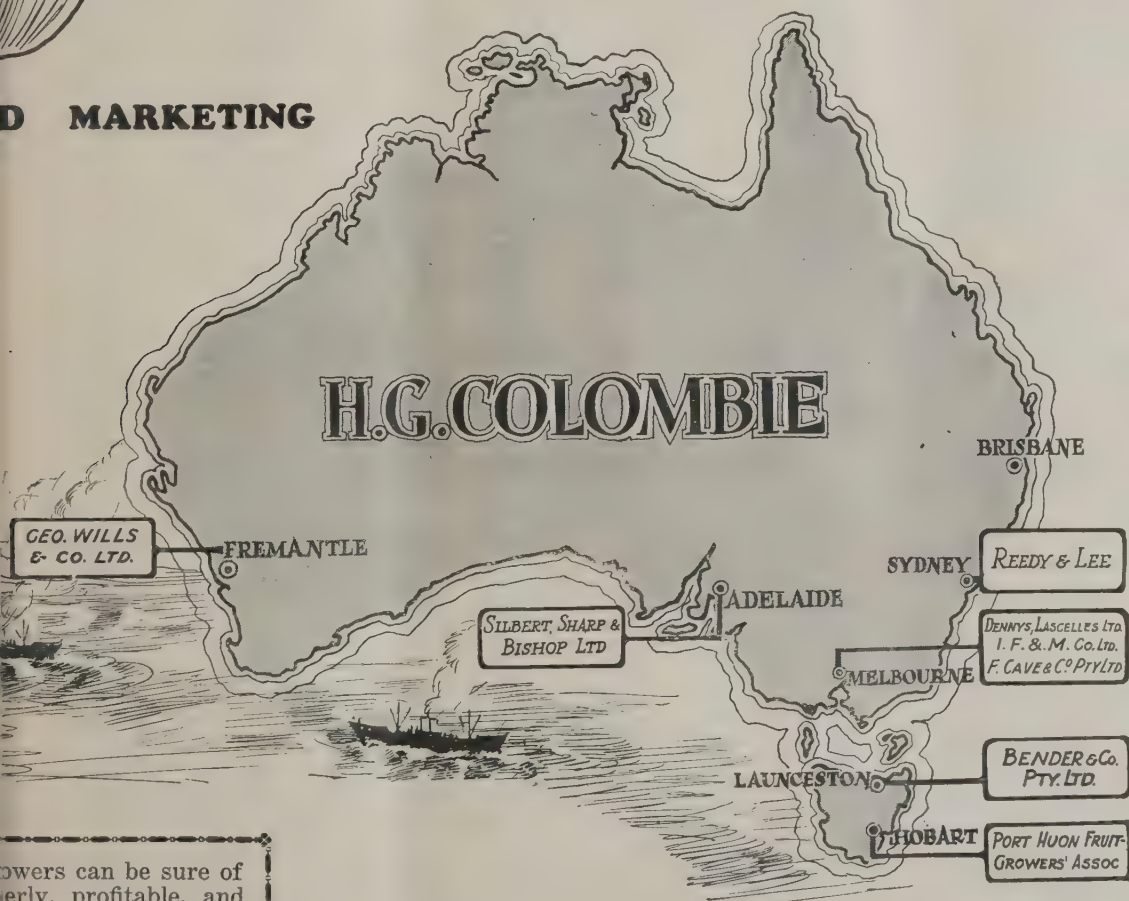 D MARKETING
H.G.COLOMBIE
BRISBANE
GEO. WILLS
& CO. LTD.
FREMANTLE
SYDNEY
REEDY & LEE
ADELAIDE
SILBERT, SHARP &
BISHOP LTD
DENNYS, LASCELLES LTD.
I. F. & M. CO. LTD.
F. CAVE & CO PTY LTD
MELBOURNE
LAUNCESTON
BENDER & CO.
PTY. LTD.
HOBART
PORT HUON FRUIT-
GROWERS' ASSOC
owers can be sure of
erly, profitable, and